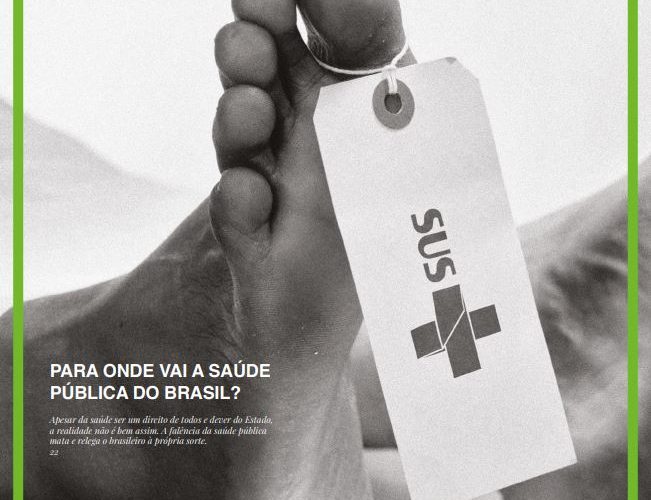 sus
PARA ONDE VAI A SAÚDE
PÚBLICA DO BRASIL?
Apesar da saúde ser um direito de todos e dever do Estado,
a realidade não é bem assim. A falência da saúde pública
mata e relega o brasileiro à própria sorte.
22